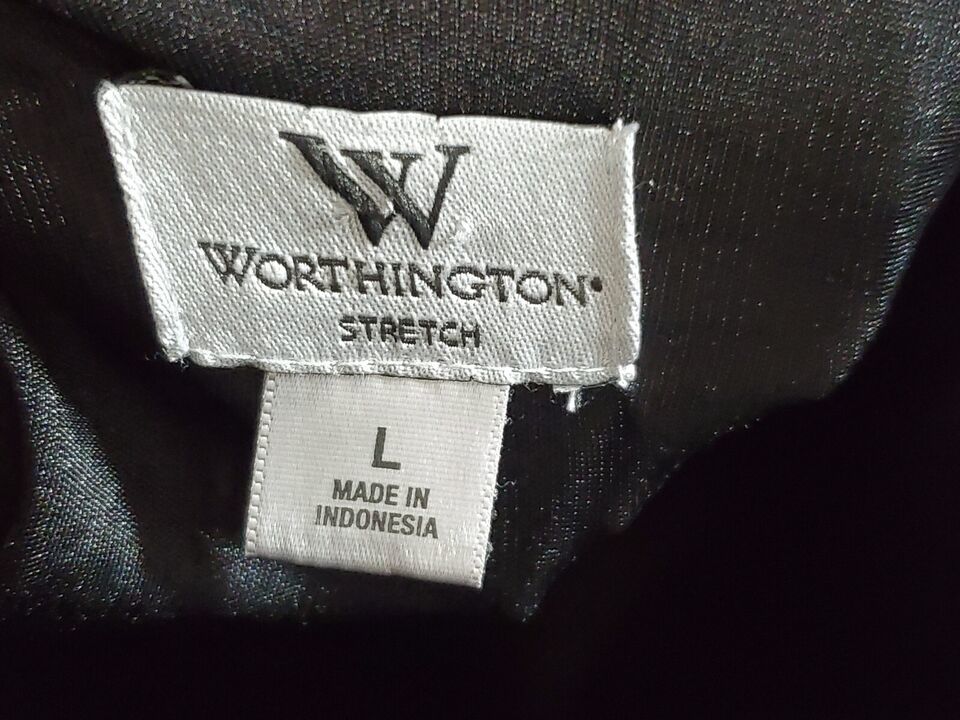 W
WORTHINGTON
STRETCH
L
MADE IN
INDONESIA